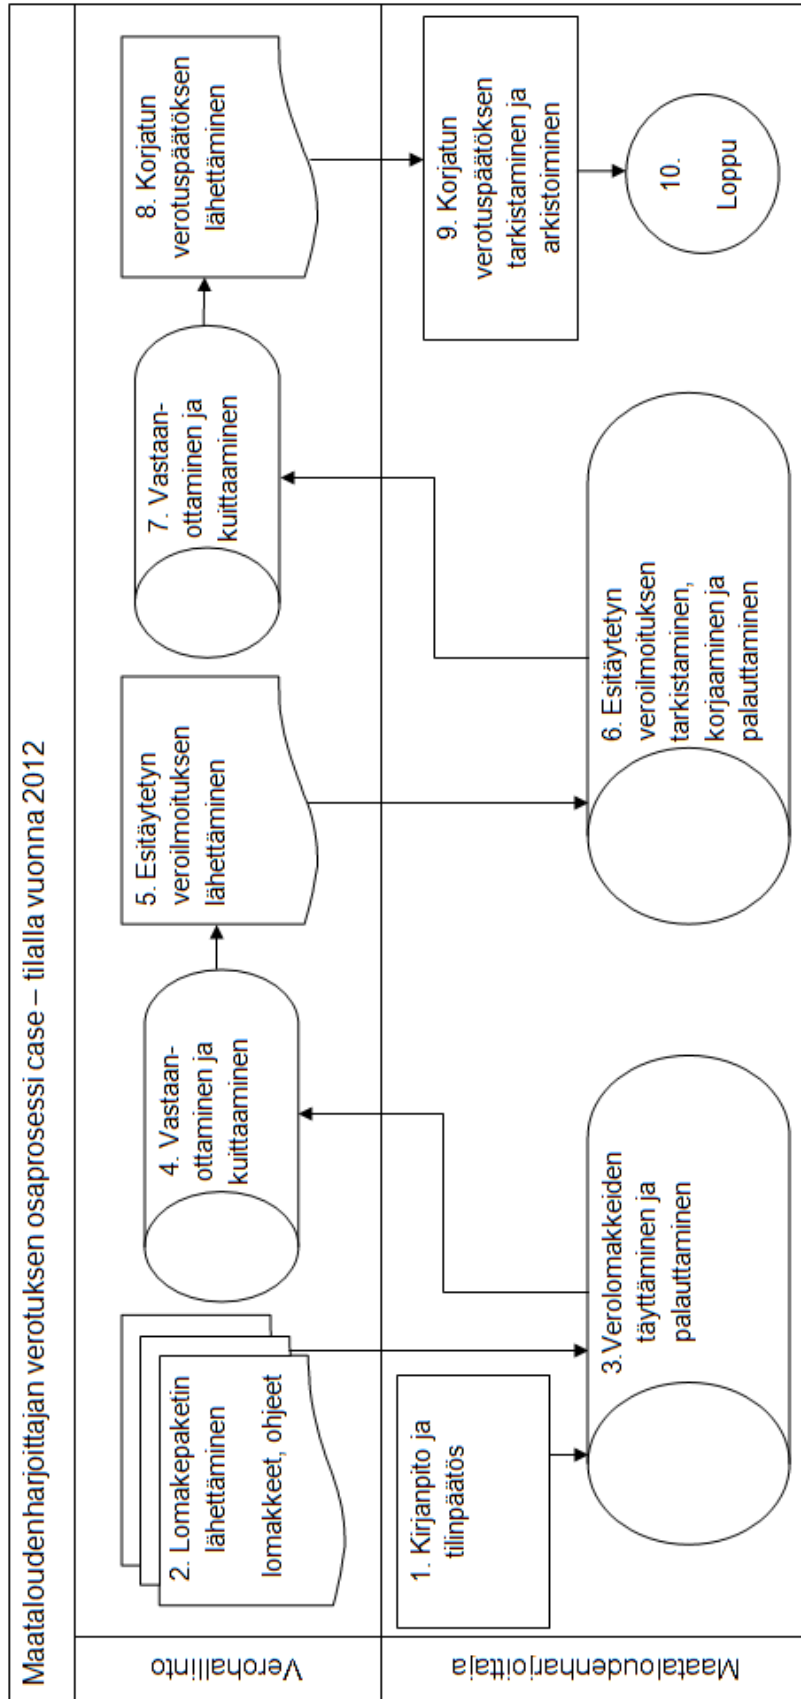 Maataloudenharjoittajan verotuksen osaprosessi case – tilalla vuonna 2012
Verohallinto
2. Lomakepaketin
lähettäminen
lomakkeet, ohjeet
4. Vastaan-
ottaminen ja
kuittaaminen
5. Esitäytetyn
veroilmoituksen
lähettäminen
7. Vastaan-
ottaminen ja
kuittaaminen
8. Korjatun
verotuspäätöksen
lähettäminen
Maataloudenharjoittaja
1. Kirjanpito ja
tilinpäätös
3.Verolomakkeiden
täyttäminen ja
palauttaminen
6. Esitäytetyn
veroilmoituksen
tarkistaminen,
korjaaminen ja
palauttaminen
9. Korjatun
verotuspäätöksen
tarkistaminen ja
arkistoiminen
10.
Loppu